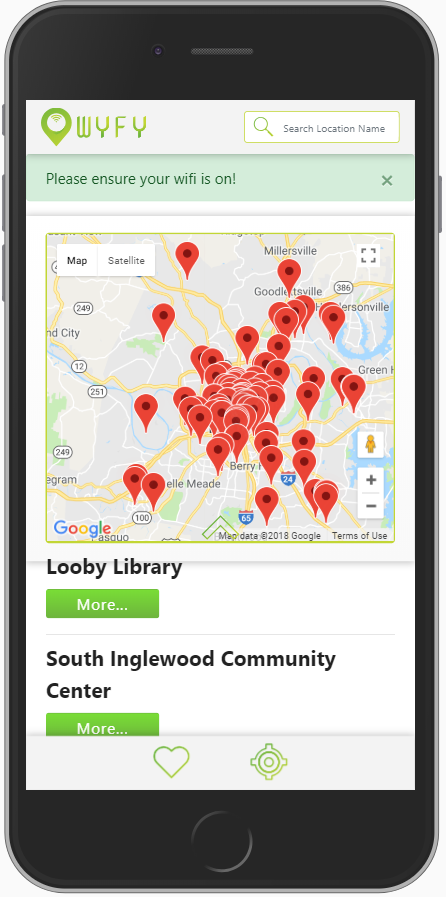 WYFY
Search Location Name
Please ensure your wifi is on!
×
Map
Satellite
Millersville
386
249
nd City
12
251
Green H
249
egram
Berry H
24
elle Meade
100
65
Google
Map data ©2018 Google
Terms of Use
Looby Library
More...
South Inglewood Community
Center
More...